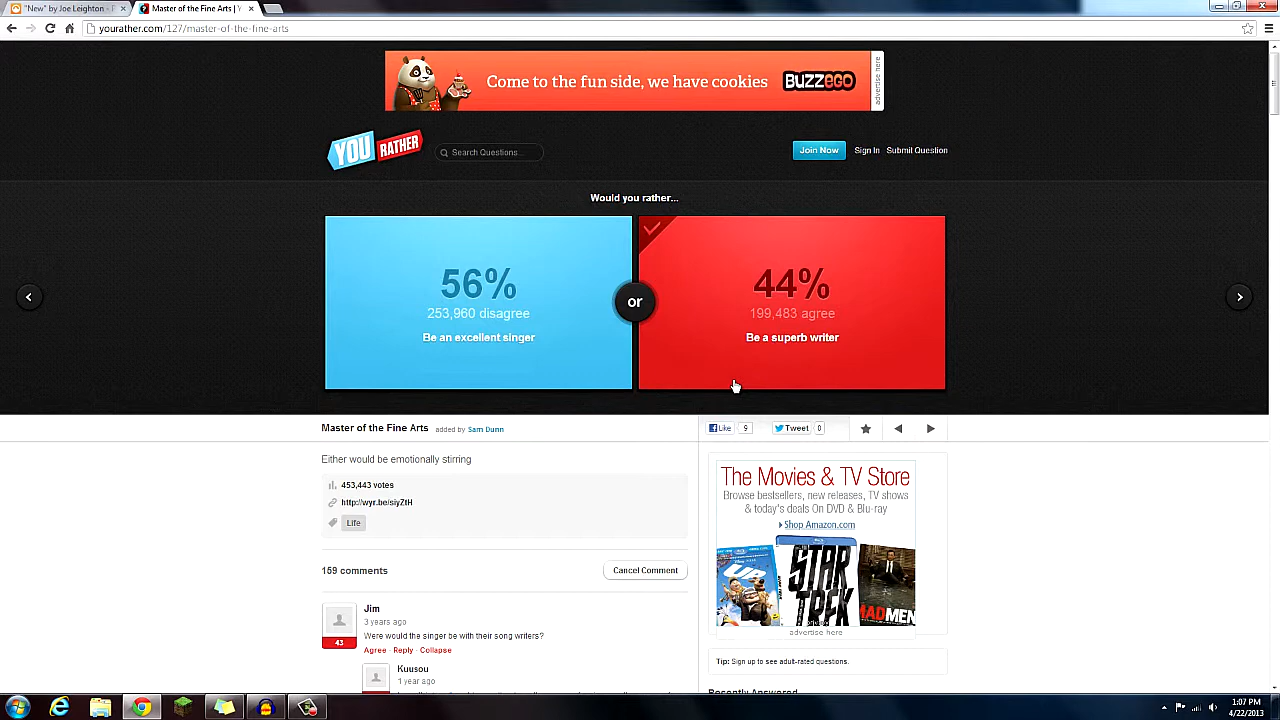 "New" by Joe Leighton -
Master of the Fine Arts | Y
yourather.com/127/master-of-the-fine-arts
Come to the fun side, we have cookies
BUZZEGO
advertise here
YOU RATHER
Search Questions...
Join Now
Sign In
Submit Question
Would you rather...
56%
253,960 disagree
Be an excellent singer
or
44%
199,483 agree
Be a superb writer
Master of the Fine Arts added by Sam Dunn
Like 9
Tweet 0
Either would be emotionally stirring
453,443 votes
http://wyr.be/siyZtH
Life
159 comments
Cancel Comment
Jim
3 years ago
43
Were would the singer be with their song writers?
Agree · Reply · Collapse
Kuusou
1 year ago
The Movies & TV Store
Browse bestsellers, new releases, TV shows
& today's deals On DVD & Blu-ray
Shop Amazon.com
UP
STAR TREK
MAD MEN
advertise here
Tip: Sign up to see adult-rated questions.
Recently Answered
1:07 PM
4/22/2013